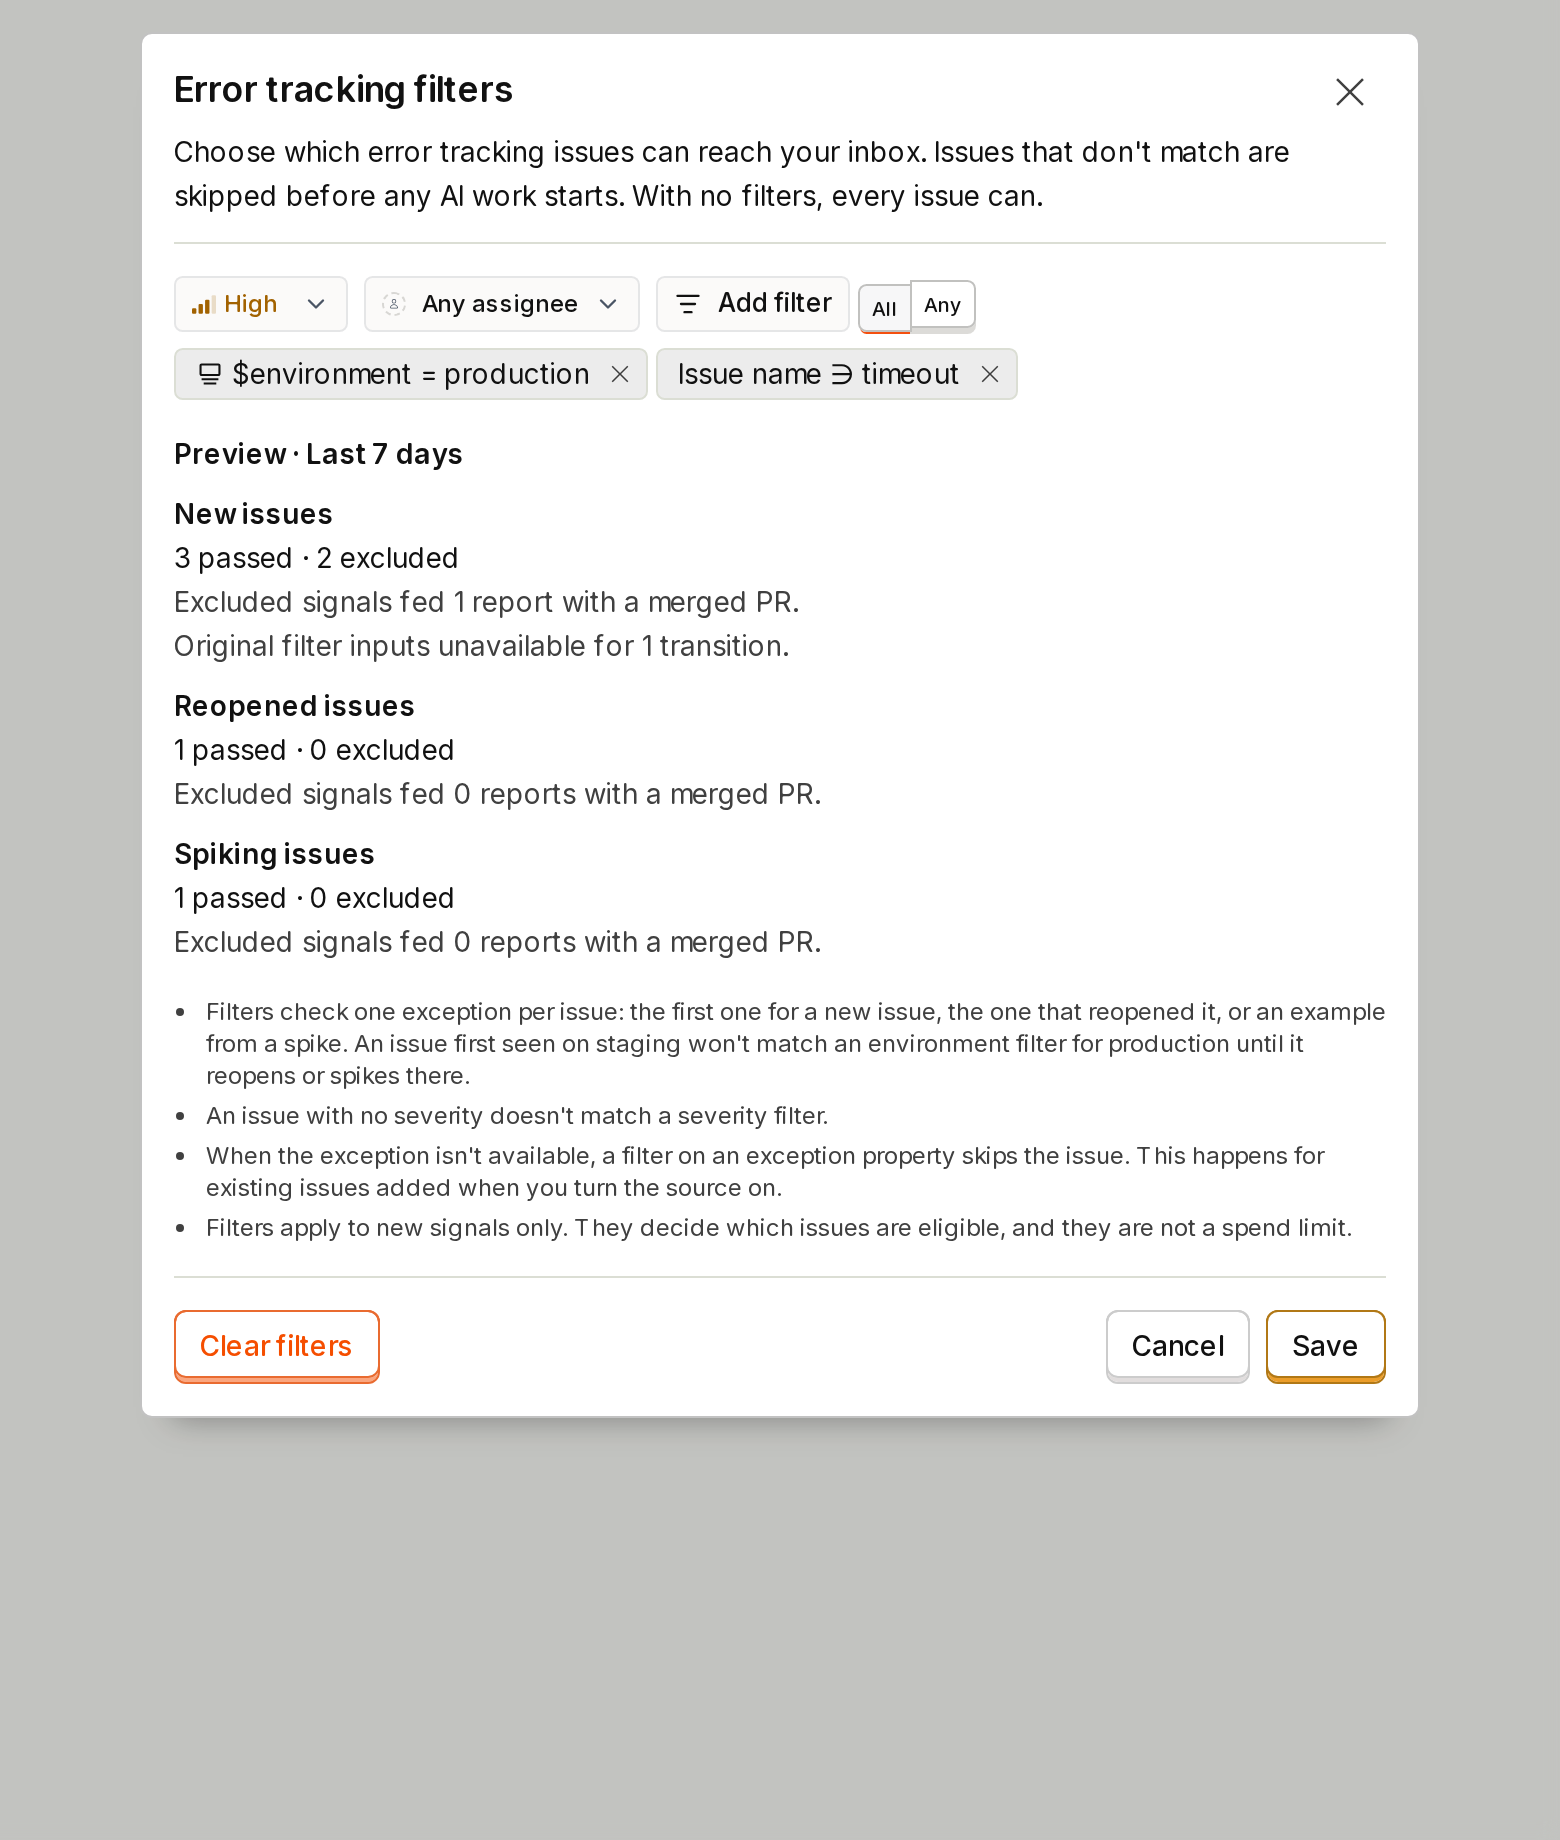 Error tracking filters
Choose which error tracking issues can reach your inbox. Issues that don't match are
skipped before any AI work starts. With no filters, every issue can.
High Any assignee Add filter All Any
$environment = production Issue name ∋ timeout
Preview · Last 7 days
New issues
3 passed · 2 excluded
Excluded signals fed 1 report with a merged PR.
Original filter inputs unavailable for 1 transition.
Reopened issues
1 passed · 0 excluded
Excluded signals fed 0 reports with a merged PR.
Spiking issues
1 passed · 0 excluded
Excluded signals fed 0 reports with a merged PR.
• Filters check one exception per issue: the first one for a new issue, the one that reopened it, or an example
from a spike. An issue first seen on staging won't match an environment filter for production until it
reopens or spikes there.
• An issue with no severity doesn't match a severity filter.
• When the exception isn't available, a filter on an exception property skips the issue. This happens for
existing issues added when you turn the source on.
• Filters apply to new signals only. They decide which issues are eligible, and they are not a spend limit.
Clear filters Cancel Save